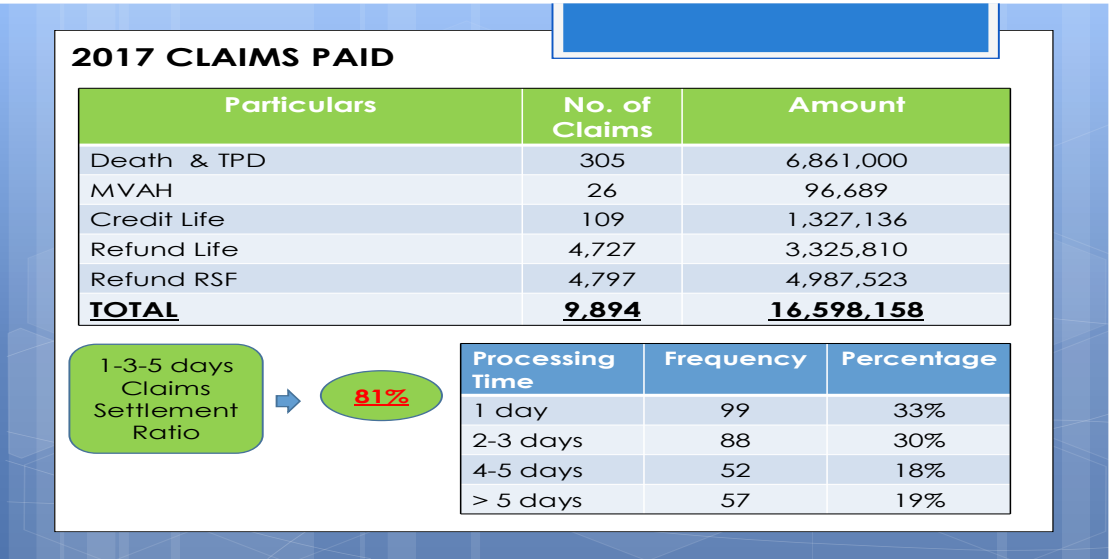 2017 CLAIMS PAID
Particulars No. of Claims Amount
Death & TPD 305 6,861,000
MVAH 26 96,689
Credit Life 109 1,327,136
Refund Life 4,727 3,325,810
Refund RSF 4,797 4,987,523
TOTAL 9,894 16,598,158
1-3-5 days
Claims
Settlement
Ratio
81%
Processing Time Frequency Percentage
1 day 99 33%
2-3 days 88 30%
4-5 days 52 18%
> 5 days 57 19%